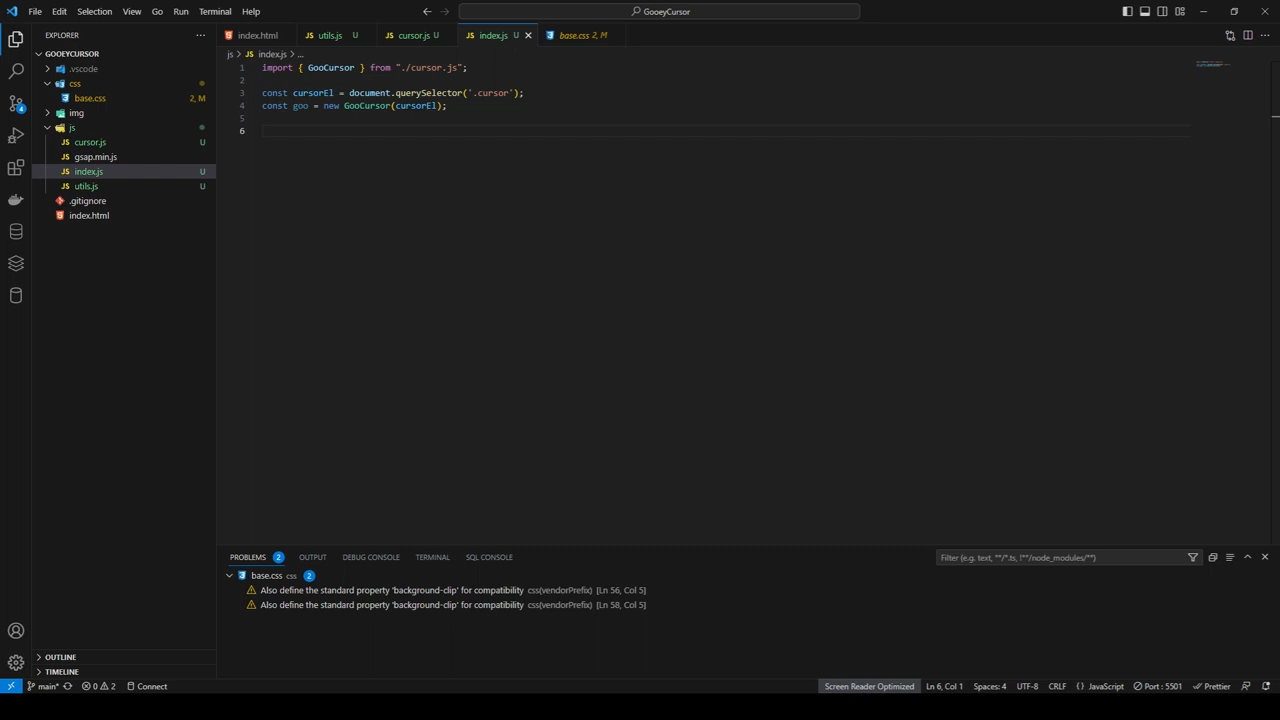 File Edit Selection View Go Run Terminal Help
GooeyCursor
EXPLORER
index.html
utils.js U
cursor.js U
index.js U
base.css 2, M
GOOEYCURSOR
js > JS index.js > ...
.vscode
css
base.css 2, M
img
js
JS cursor.js U
JS gsap.min.js
JS index.js U
JS utils.js U
.gitignore
index.html
4
1 import { GooCursor } from "./cursor.js";
2
3 const cursorEl = document.querySelector('.cursor');
4 const goo = new GooCursor(cursorEl);
5
6
PROBLEMS 2 OUTPUT DEBUG CONSOLE TERMINAL SQL CONSOLE
Filter (e.g. text, **/*.ts, !**/node_modules/**)
base.css css 2
Also define the standard property 'background-clip' for compatibility css(vendorPrefix) [Ln 56, Col 5]
Also define the standard property 'background-clip' for compatibility css(vendorPrefix) [Ln 58, Col 5]
OUTLINE
TIMELINE
main* 0 2 Connect
Screen Reader Optimized Ln 6, Col 1 Spaces: 4 UTF-8 CRLF {} JavaScript Port : 5501 Prettier